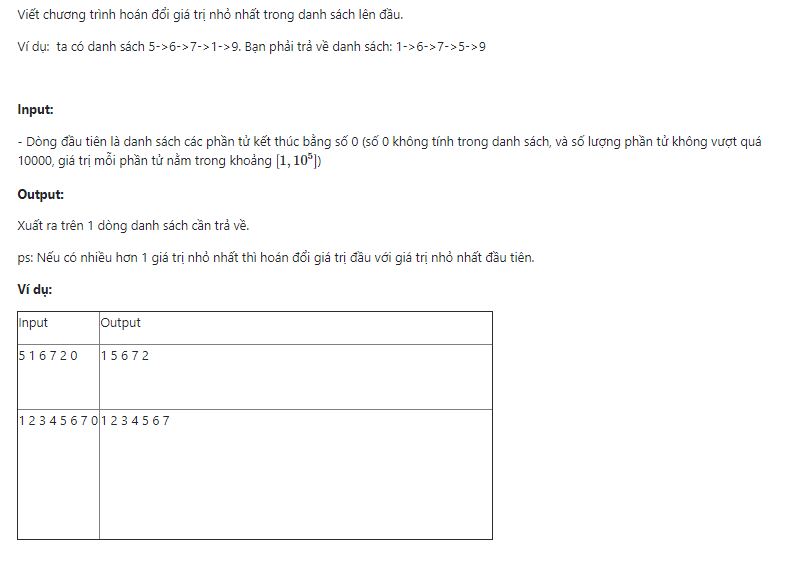 Viết chương trình hoán đổi giá trị nhỏ nhất trong danh sách lên đầu.
Ví dụ:  ta có danh sách 5->6->7->1->9. Bạn phải trả về danh sách: 1->6->7->5->9
Input:
- Dòng đầu tiên là danh sách các phần tử kết thúc bằng số 0 (số 0 không tính trong danh sách, và số lượng phần tử không vượt quá
10000, giá trị mỗi phần tử nằm trong khoảng [1, 10⁵])
Output:
Xuất ra trên 1 dòng danh sách cần trả về.
ps: Nếu có nhiều hơn 1 giá trị nhỏ nhất thì hoán đổi giá trị đầu với giá trị nhỏ nhất đầu tiên.
Ví dụ:
Input Output
5 1 6 7 2 0 1 5 6 7 2
1 2 3 4 5 6 7 0 1 2 3 4 5 6 7